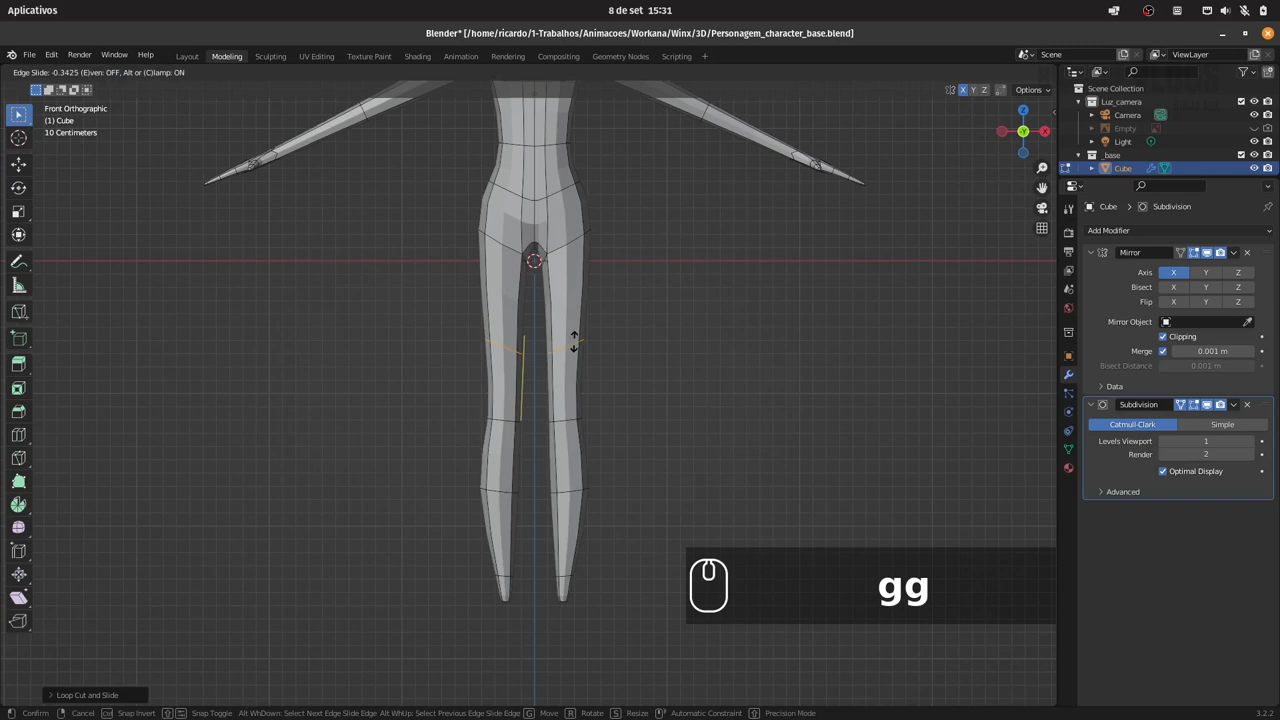 Aplicativos
8 de set 15:31
Blender* [/home/ricardo/1-Trabalhos/Animacoes/Workana/Winx/3D/Personagem_character_base.blend]
File Edit Render Window Help Layout Modeling Sculpting UV Editing Texture Paint Shading Animation Rendering Compositing Geometry Nodes Scripting + Scene ViewLayer
Edge Slide: -0.3425 (Even: OFF, Alt or (C)lamp: ON
X Y Z Options
Front Orthographic
(1) Cube
10 Centimeters
Y
X
Z
Scene Collection
Luz_camera
Camera
Empty
Light
_base
Cube
Cube > Subdivision
Add Modifier
Mirror
Axis X Y Z
Bisect X Y Z
Flip X Y Z
Mirror Object
Clipping
Merge 0.001 m
Bisect Distance 0.001 m
Data
Subdivision
Catmull-Clark Simple
Levels Viewport 1
Render 2
Optimal Display
Advanced
gg
Loop Cut and Slide
Confirm Cancel Ctrl Snap Invert Snap Toggle Alt WhDown: Select Next Edge Slide Edge Alt WhUp: Select Previous Edge Slide Edge G Move R Rotate S Resize Automatic Constraint Precision Mode 3.2.2